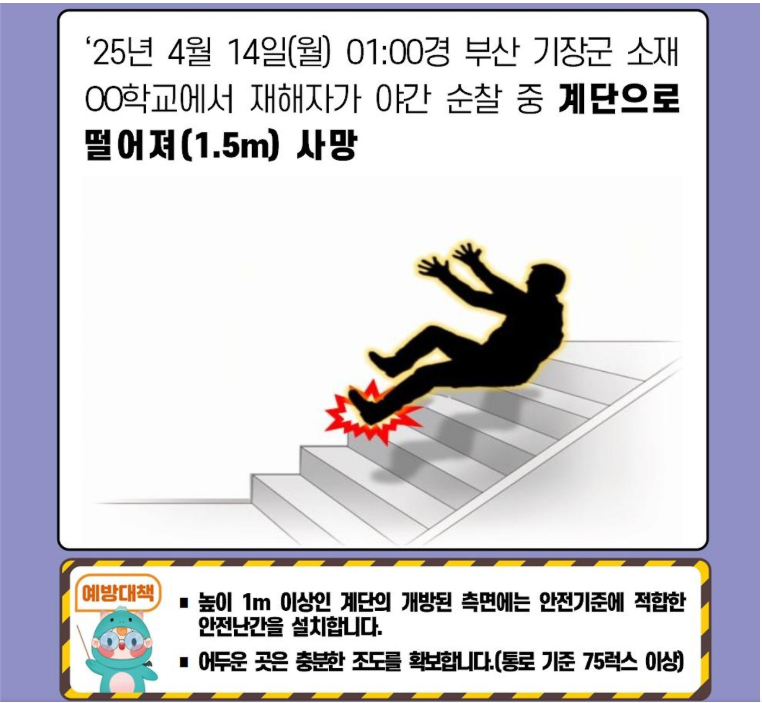 ‘25년 4월 14일(월) 01:00경 부산 기장군 소재
OO학교에서 재해자가 야간 순찰 중 계단으로
떨어져(1.5m) 사망
예방대책
▪ 높이 1m 이상인 계단의 개방된 측면에는 안전기준에 적합한
안전난간을 설치합니다.
▪ 어두운 곳은 충분한 조도를 확보합니다.(통로 기준 75럭스 이상)